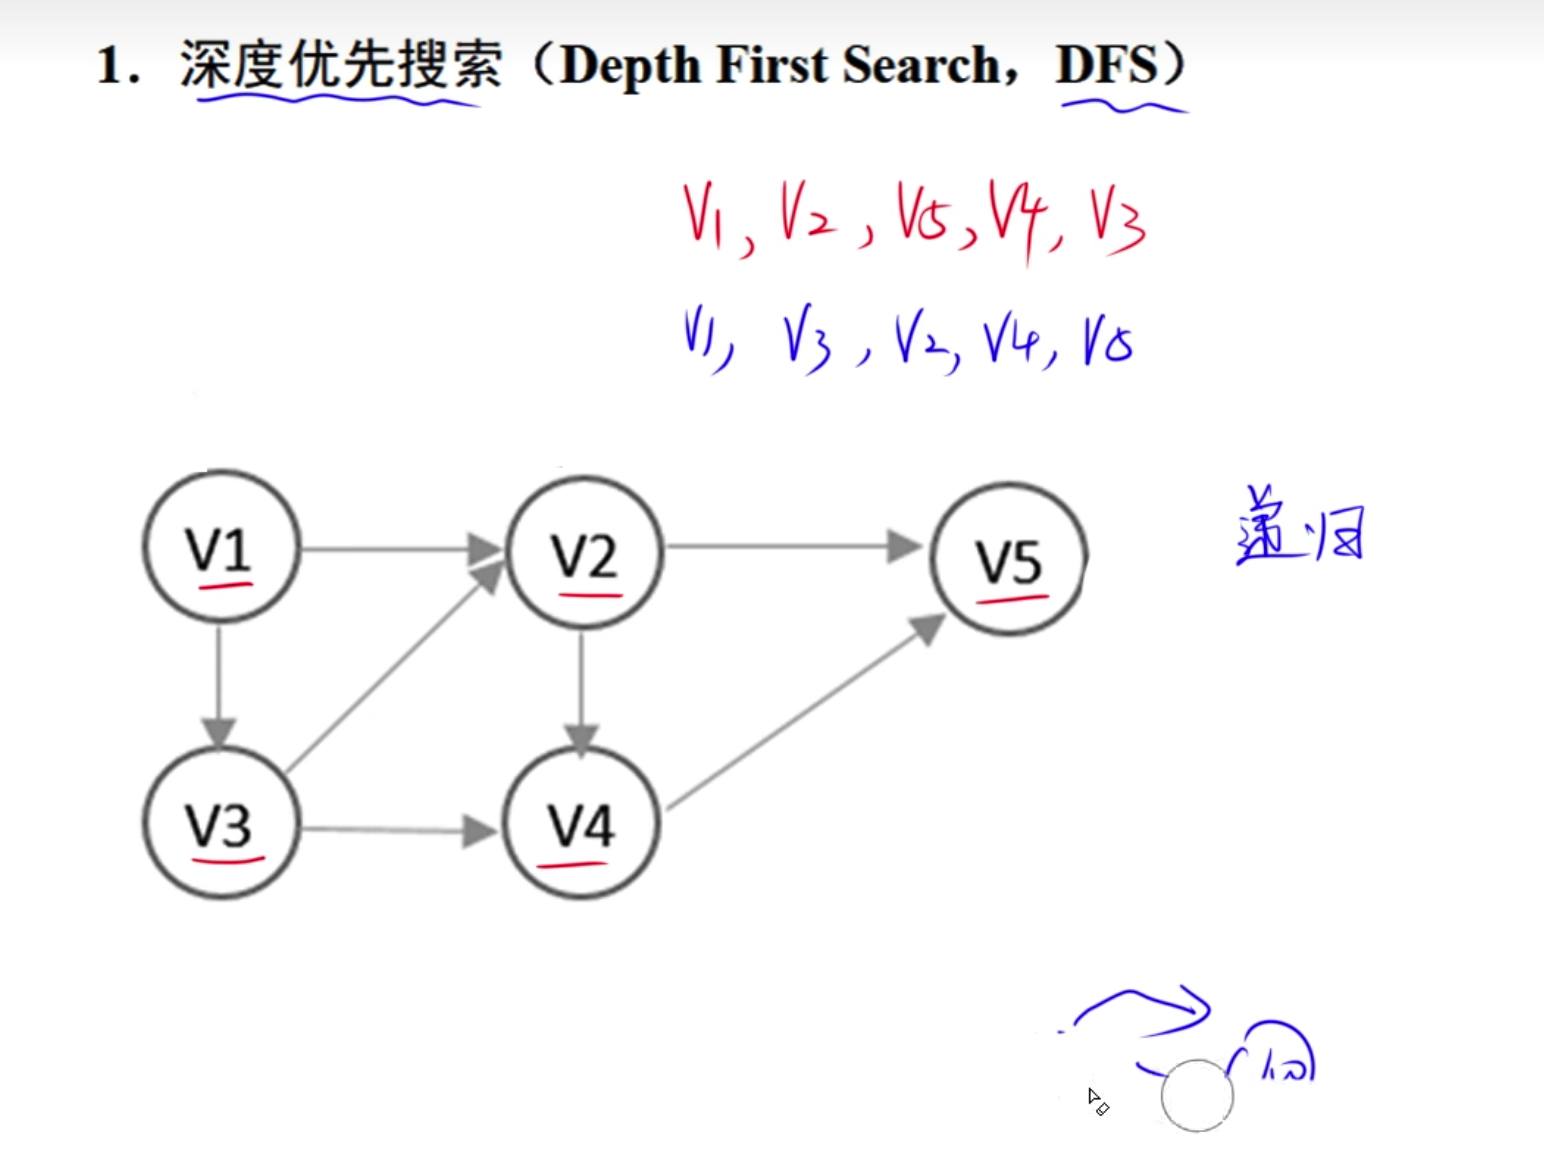 1. 深度优先搜索（Depth First Search，DFS）
V1, V2, V5, V4, V3
V1, V3, V2, V4, V5
V1 V2 V5
递归
V3 V4